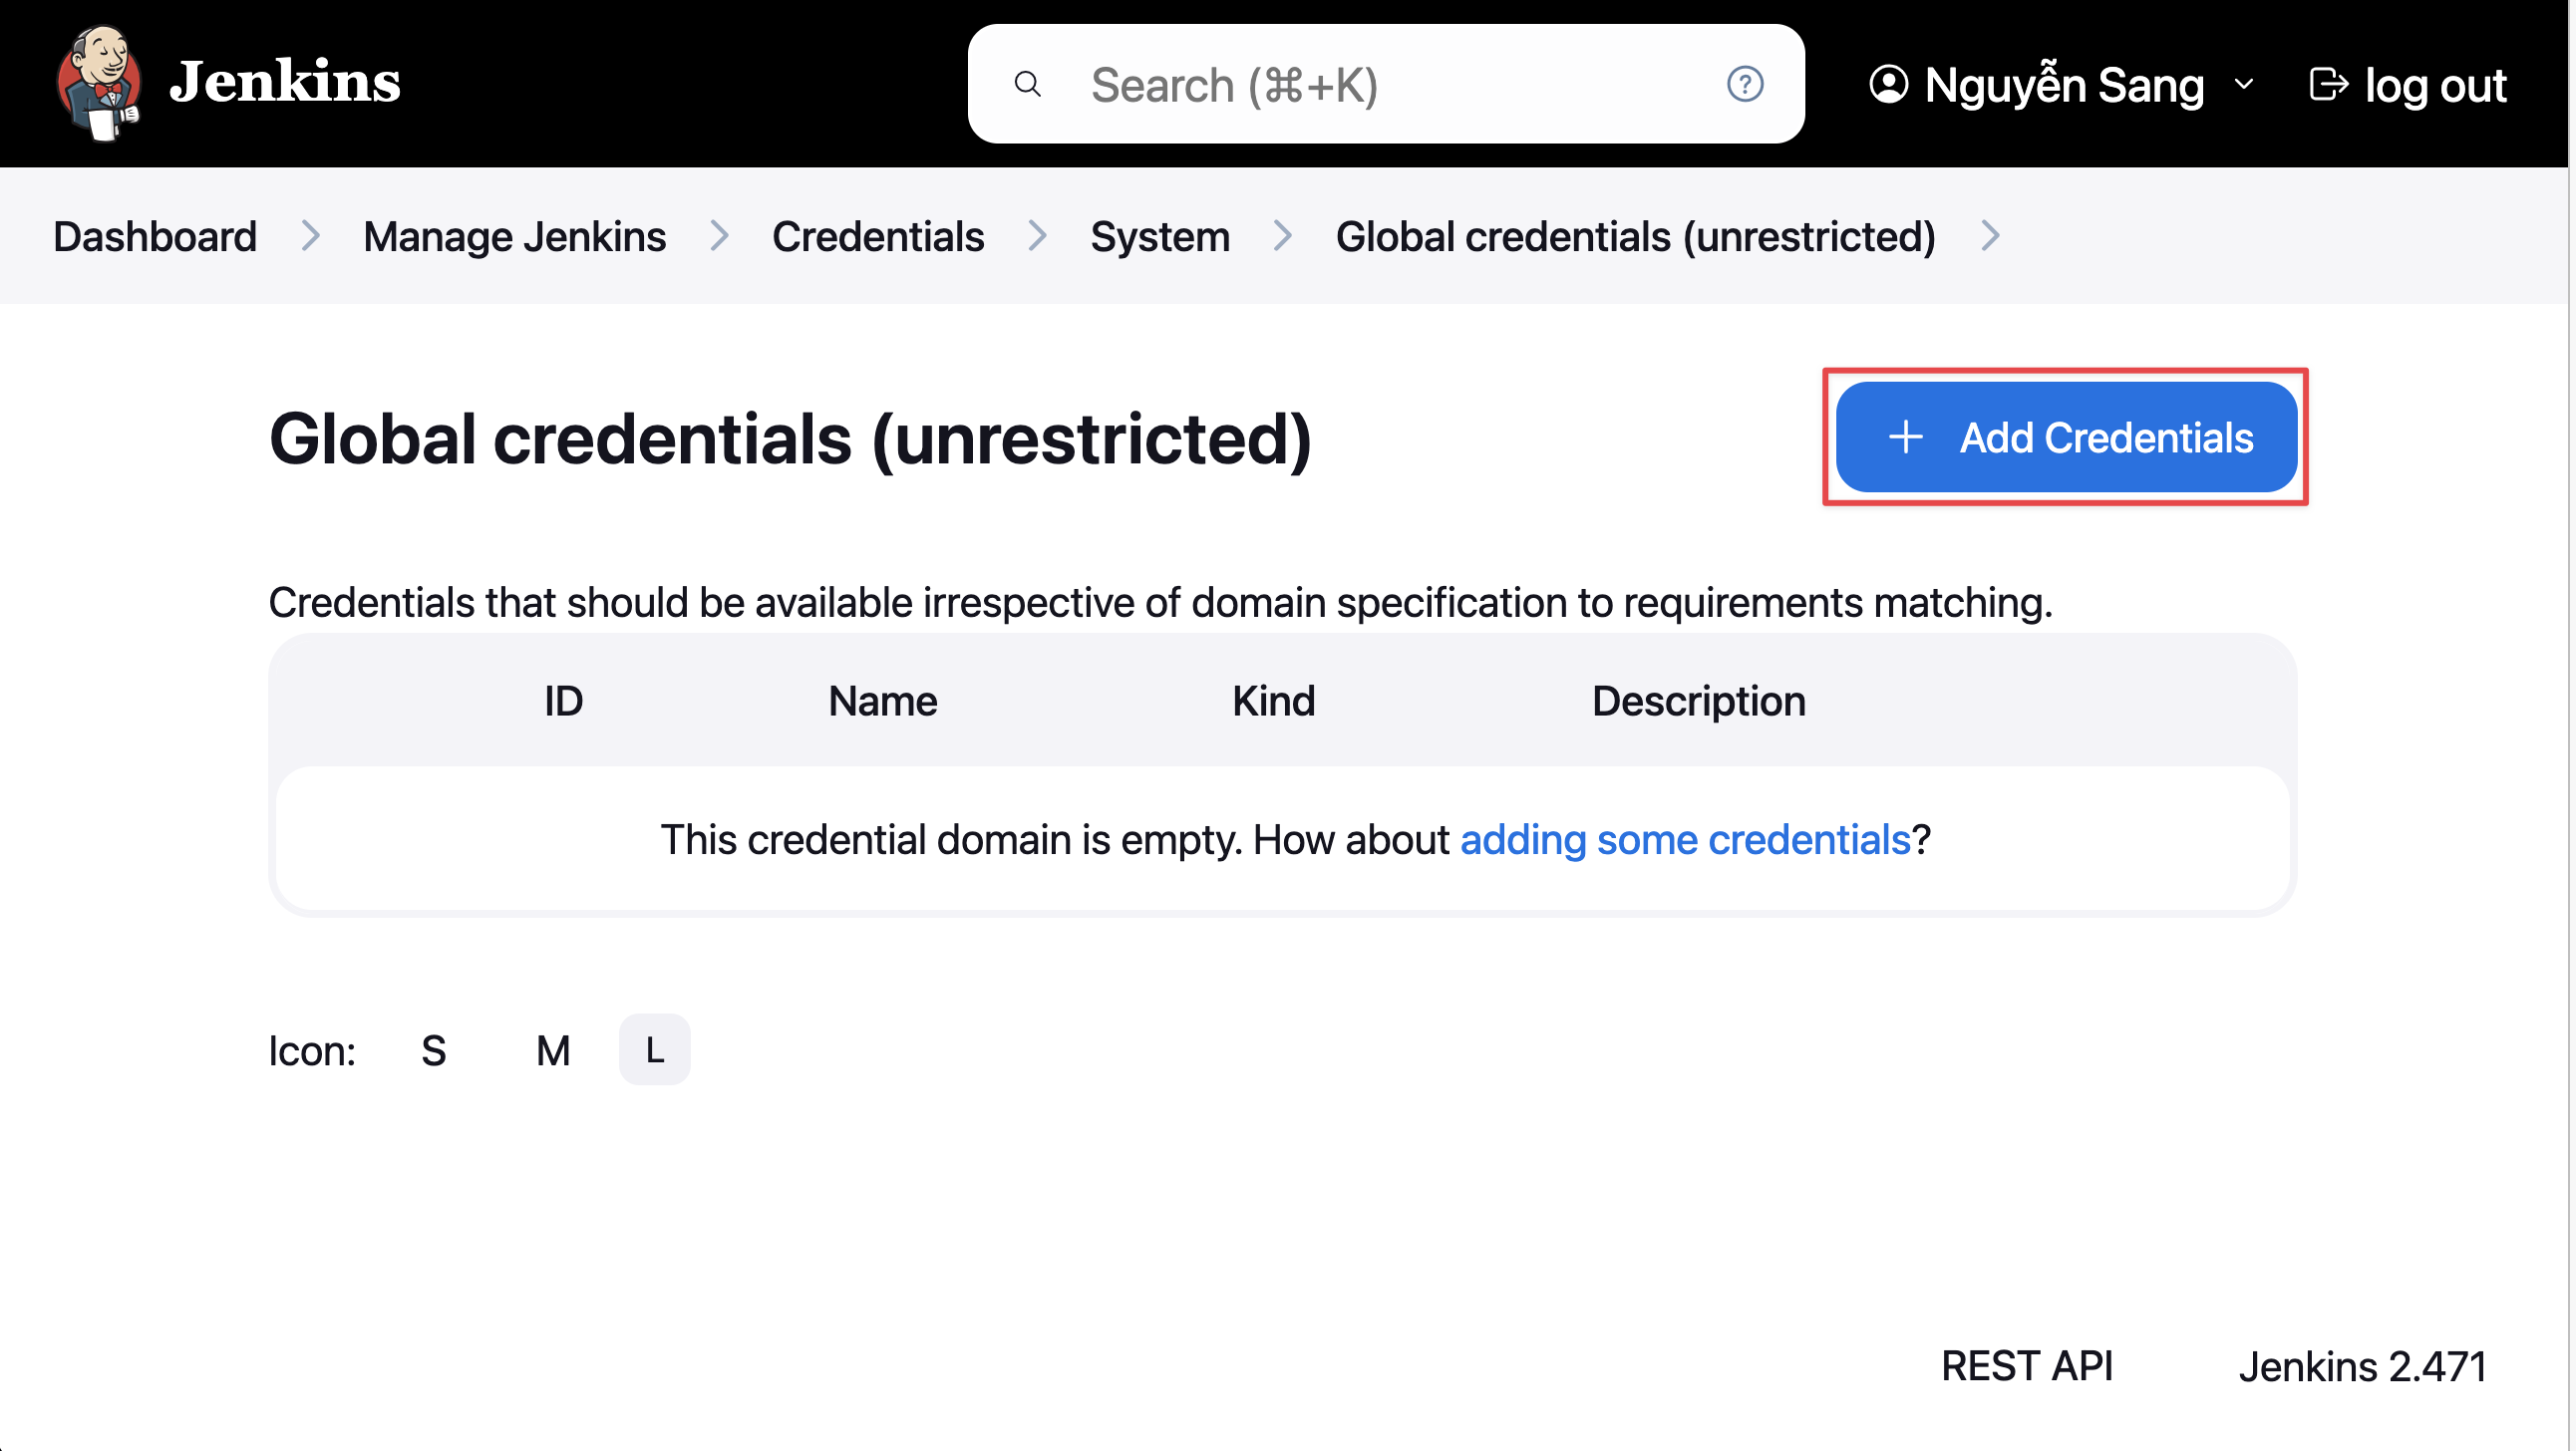 Jenkins Search (⌘+K) ? Nguyễn Sang log out
Dashboard Manage Jenkins Credentials System Global credentials (unrestricted)
Global credentials (unrestricted) + Add Credentials
Credentials that should be available irrespective of domain specification to requirements matching.
ID Name Kind Description
This credential domain is empty. How about adding some credentials?
Icon: S M L
REST API Jenkins 2.471